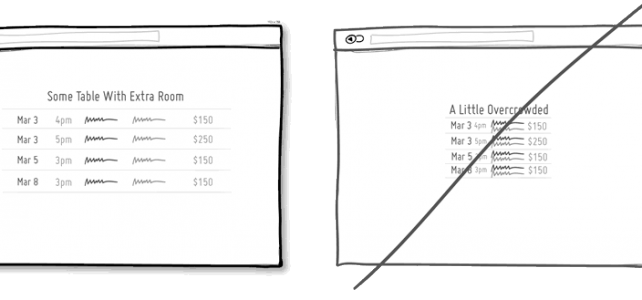 Some Table With Extra Room
Mar 3 4pm $150
Mar 3 5pm $250
Mar 5 3pm $150
Mar 8 3pm $150
A Little Overcrowded
Mar 3 4pm $150
Mar 3 5pm $250
Mar 5 3pm $150
Mar 8 3pm $150